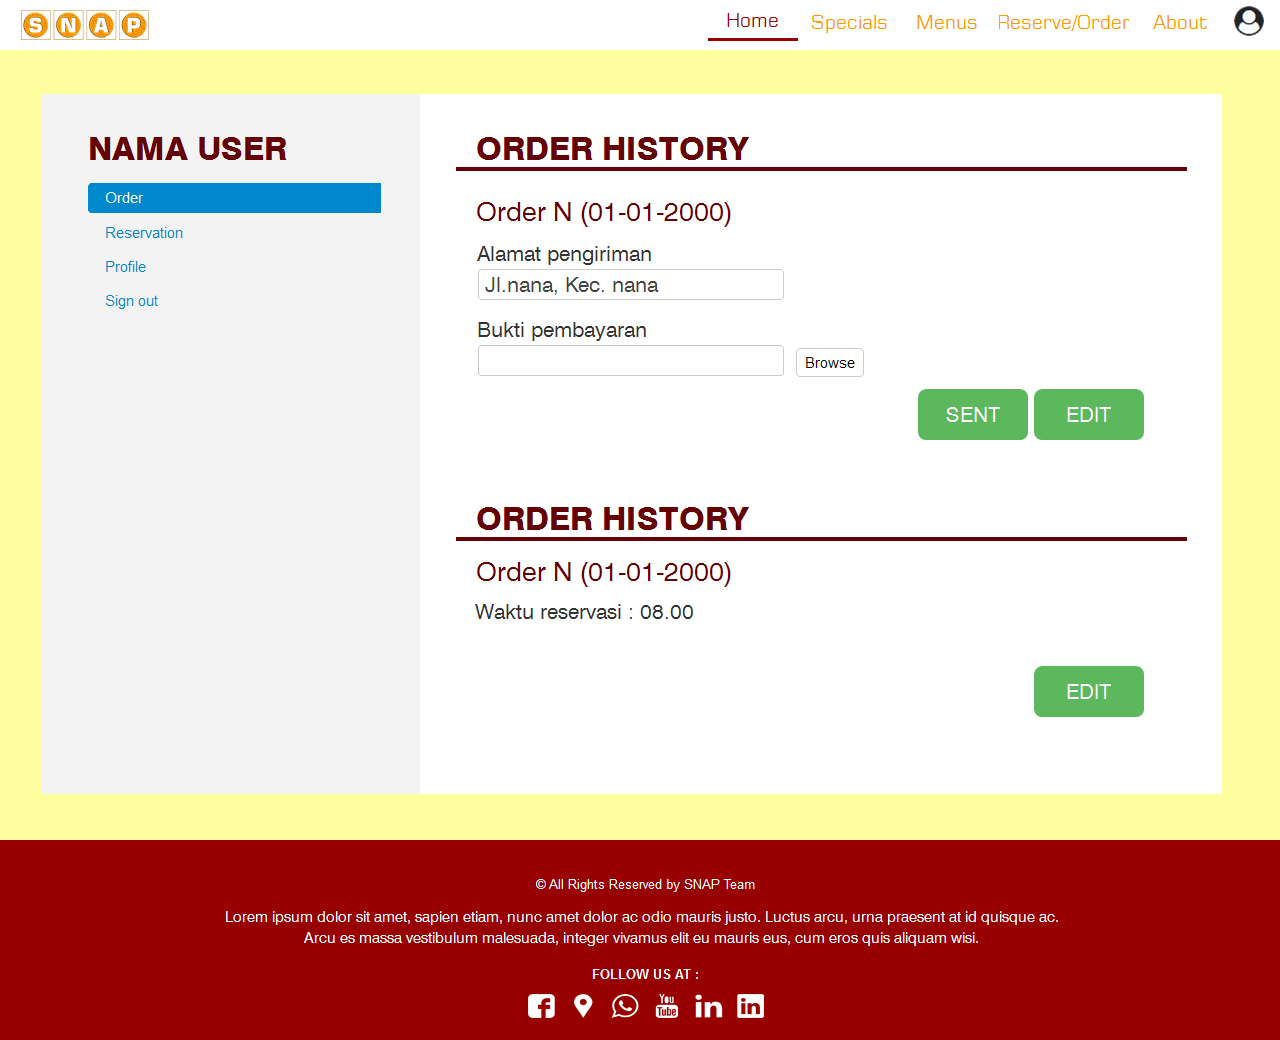 SNAP
Home Specials Menus Reserve/Order About
NAMA USER
Order
Reservation
Profile
Sign out
ORDER HISTORY
Order N (01-01-2000)
Alamat pengiriman
Jl.nana, Kec. nana
Bukti pembayaran
Browse
SENT EDIT
ORDER HISTORY
Order N (01-01-2000)
Waktu reservasi : 08.00
EDIT
© All Rights Reserved by SNAP Team
Lorem ipsum dolor sit amet, sapien etiam, nunc amet dolor ac odio mauris justo. Luctus arcu, urna praesent at id quisque ac.
Arcu es massa vestibulum malesuada, integer vivamus elit eu mauris eus, cum eros quis aliquam wisi.
FOLLOW US AT :
You
Tube
in in